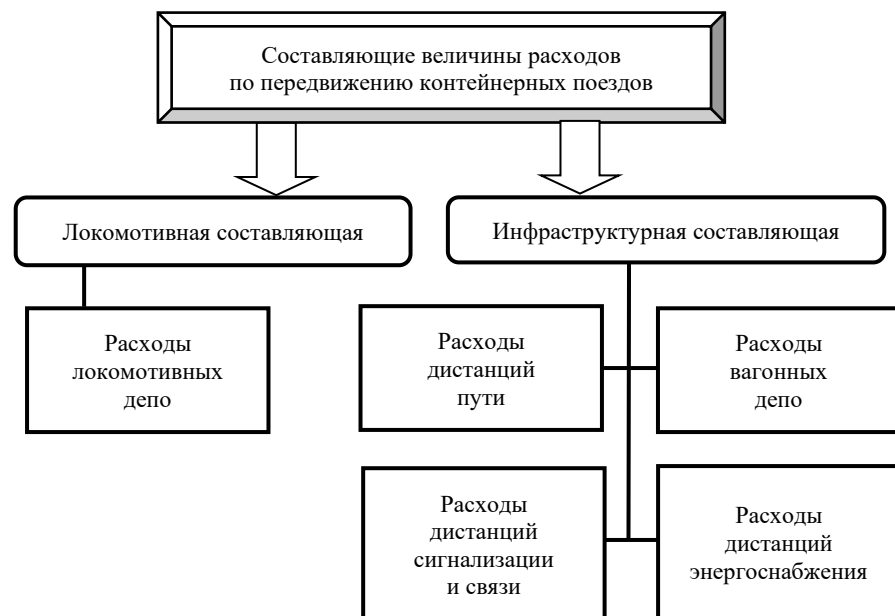 Составляющие величины расходов
по передвижению контейнерных поездов
Локомотивная составляющая
Инфраструктурная составляющая
Расходы
локомотивных
депо
Расходы
дистанций
пути
Расходы
вагонных
депо
Расходы
дистанций
сигнализации
и связи
Расходы
дистанций
энергоснабжения